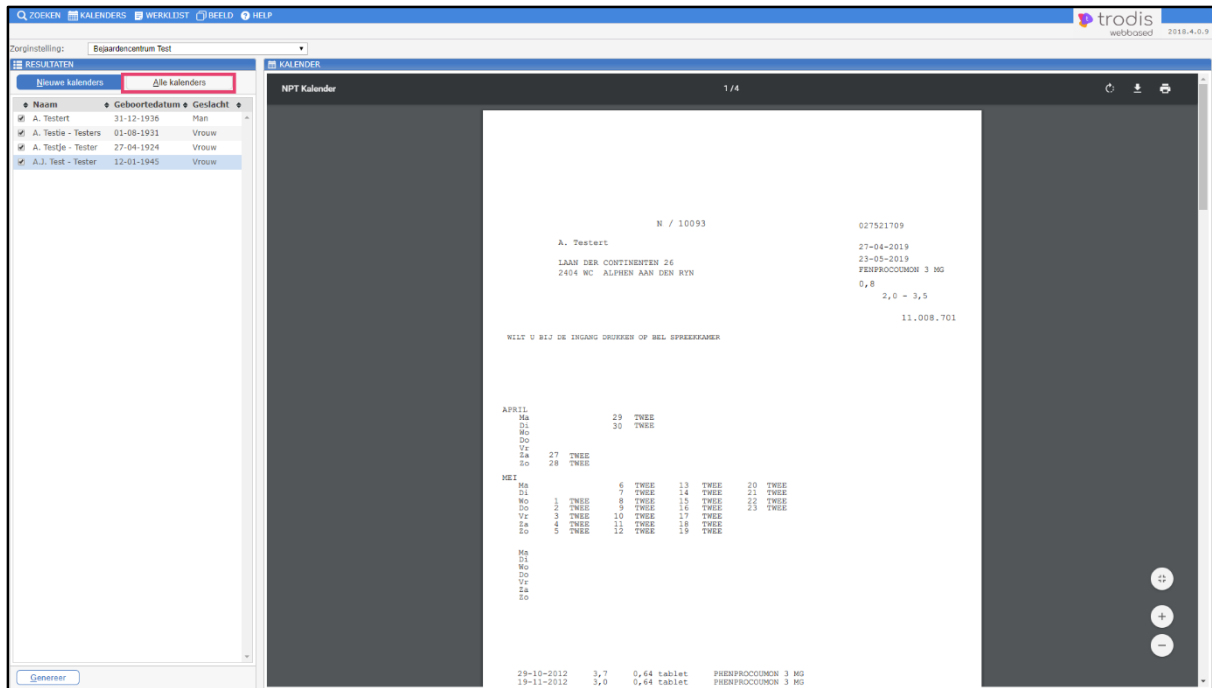 ZOEKEN KALENDERS WERKLIJST BEELD HELP
trodis
webbased 2018.4.0.9
Zorginstelling: Bejaardencentrum Test
RESULTATEN
Nieuwe kalenders Alle kalenders
Naam Geboortedatum Geslacht
A. Testert 31-12-1936 Man
A. Testie - Testers 01-08-1931 Vrouw
A. Testje - Tester 27-04-1924 Vrouw
A.J. Test - Tester 12-01-1945 Vrouw
Genereer
KALENDER
NPT Kalender 1/4
N / 10093 027521709
A. Testert 27-04-2019
LAAN DER CONTINENTEN 26 23-05-2019
2404 WC ALPHEN AAN DEN RYN FENPROCOUMON 3 MG
0,8
2,0 - 3,5
11.008.701
WILT U BIJ DE INGANG DRUKKEN OP BEL SPREEKKAMER
APRIL
Ma 29 TWEE
Di 30 TWEE
Wo
Do
Vr
Za 27 TWEE
Zo 28 TWEE
MEI
Ma 6 TWEE 13 TWEE 20 TWEE
Di 7 TWEE 14 TWEE 21 TWEE
Wo 1 TWEE 8 TWEE 15 TWEE 22 TWEE
Do 2 TWEE 9 TWEE 16 TWEE 23 TWEE
Vr 3 TWEE 10 TWEE 17 TWEE
Za 4 TWEE 11 TWEE 18 TWEE
Zo 5 TWEE 12 TWEE 19 TWEE
Ma
Di
Wo
Do
Vr
Za
Zo
29-10-2012 3,7 0,64 tablet PHENPROCOUMON 3 MG
19-11-2012 3,0 0,64 tablet PHENPROCOUMON 3 MG